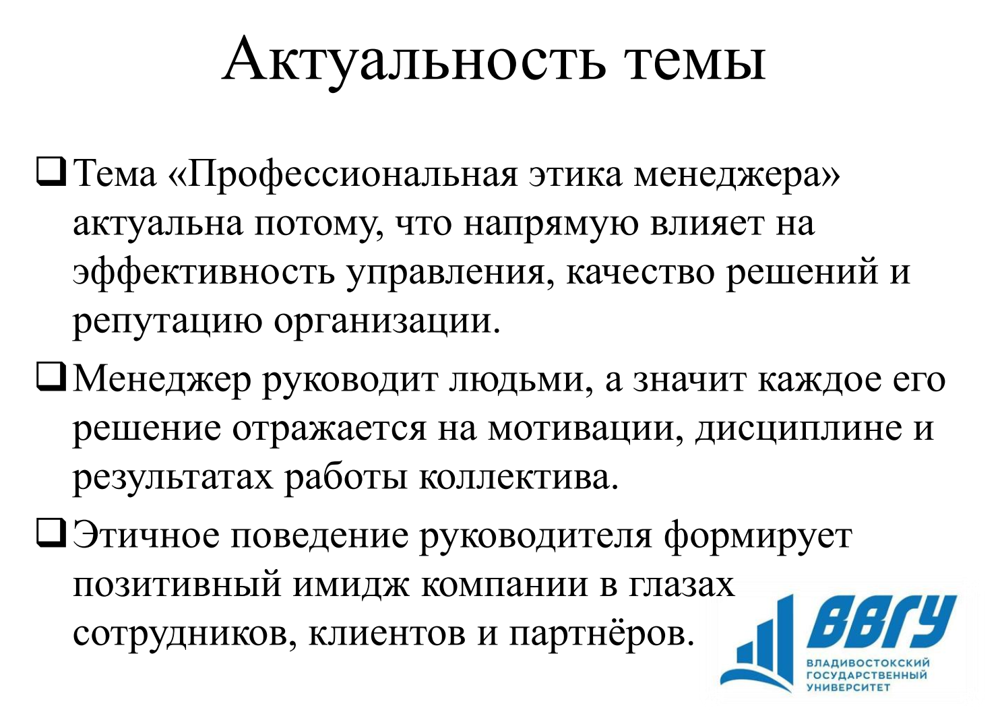 Актуальность темы
Тема «Профессиональная этика менеджера»
актуальна потому, что напрямую влияет на
эффективность управления, качество решений и
репутацию организации.
Менеджер руководит людьми, а значит каждое его
решение отражается на мотивации, дисциплине и
результатах работы коллектива.
Этичное поведение руководителя формирует
позитивный имидж компании в глазах
сотрудников, клиентов и партнёров.
ВВГУ
ВЛАДИВОСТОКСКИЙ
ГОСУДАРСТВЕННЫЙ
УНИВЕРСИТЕТ